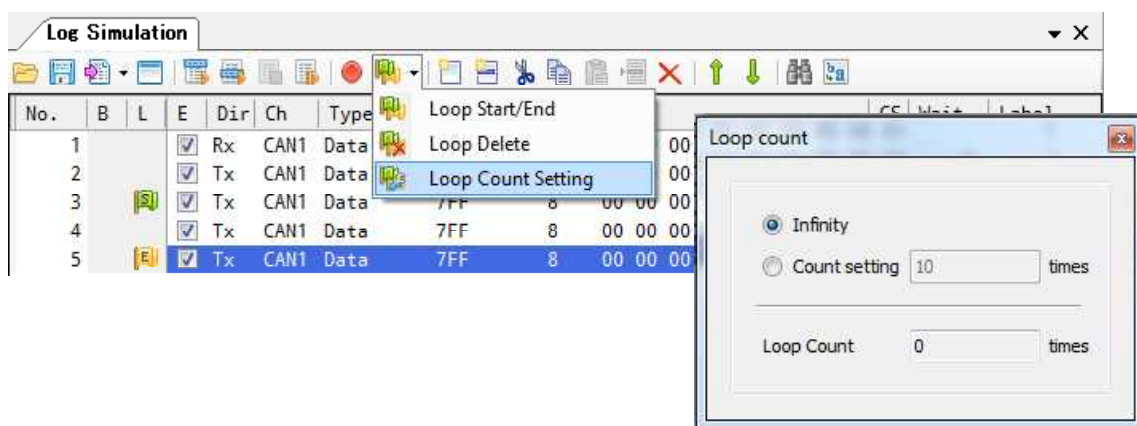 Log Simulation
No. B L E Dir Ch Type
Loop Start/End
Loop Delete
Loop Count Setting
1 Rx CAN1 Data 00
2 Tx CAN1 Data 00
3 S Tx CAN1 Data 7FF 8 00 00 00
4 Tx CAN1 Data 7FF 8 00 00 00
5 E Tx CAN1 Data 7FF 8 00 00 00
Loop count
Infinity
Count setting 10 times
Loop Count 0 times